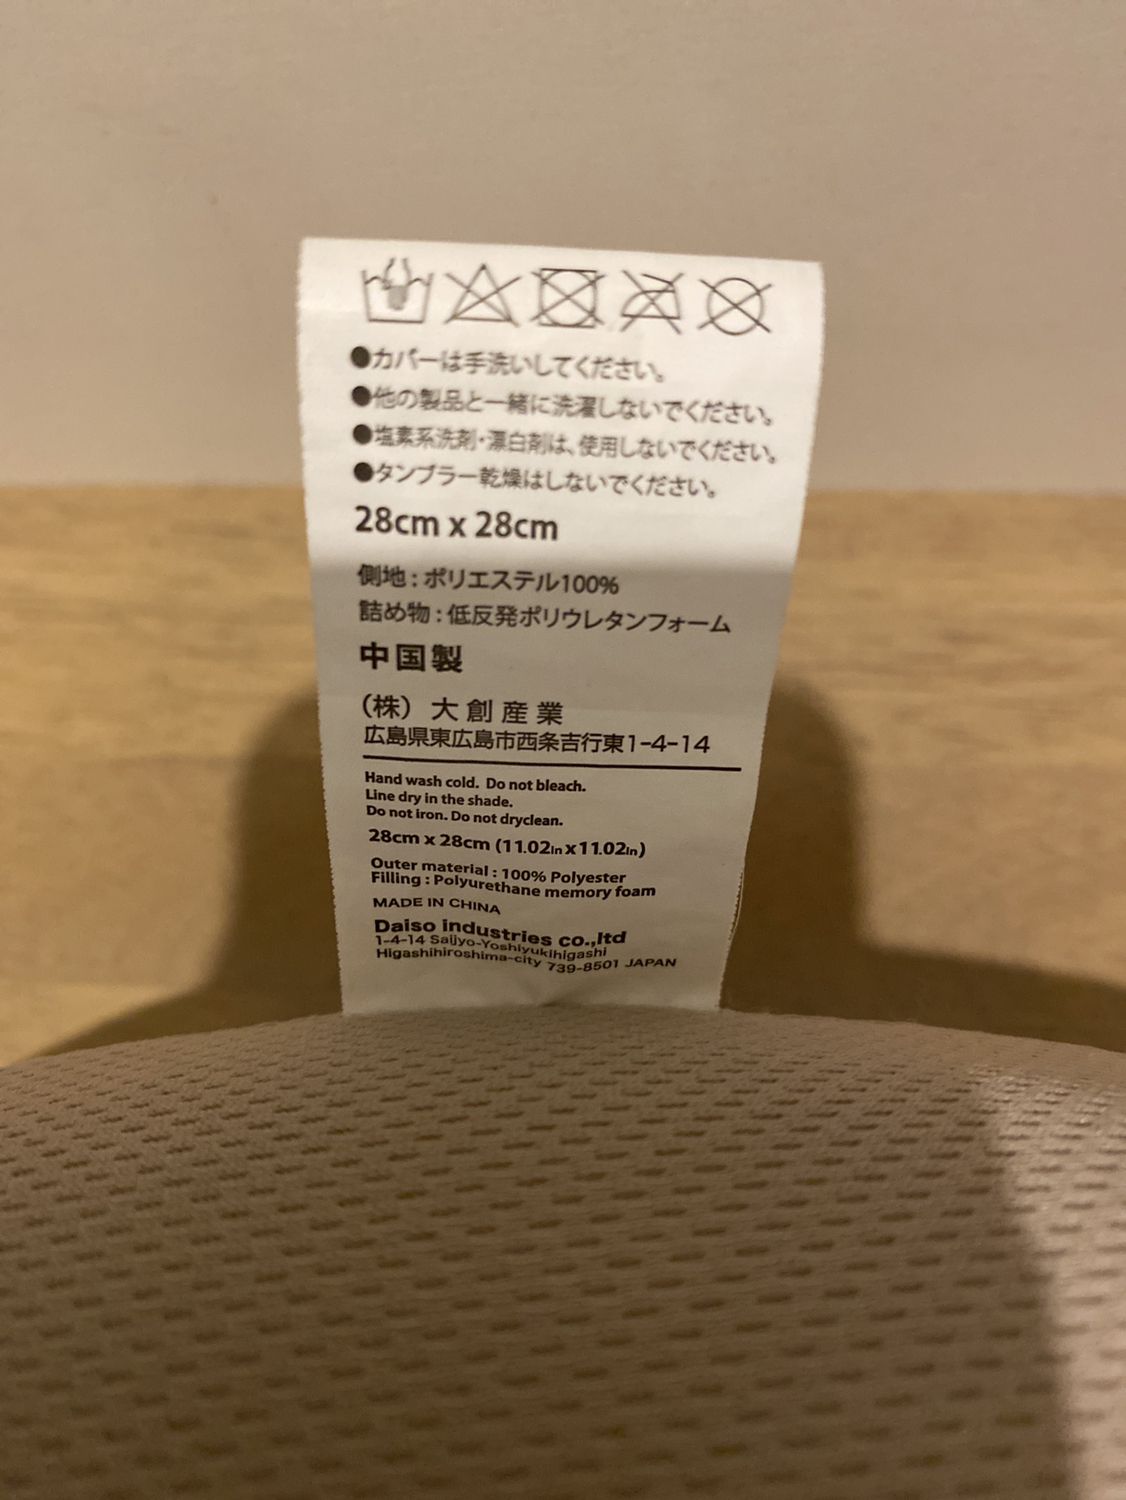 ●カバーは手洗いしてください。
●他の製品と一緒に洗濯しないでください。
●塩素系洗剤・漂白剤は、使用しないでください。
●タンブラー乾燥はしないでください。
28cm x 28cm
側地 : ポリエステル100%
詰め物 : 低反発ポリウレタンフォーム
中国製
(株) 大創産業
広島県東広島市西条吉行東1-4-14
Hand wash cold. Do not bleach.
Line dry in the shade.
Do not iron. Do not dryclean.
28cm x 28cm (11.02in x 11.02in)
Outer material : 100% Polyester
Filling : Polyurethane memory foam
MADE IN CHINA
Daiso industries co.,ltd
1-4-14 Saijyo-Yoshiyukihigashi
Higashihiroshima-city 739-8501 JAPAN